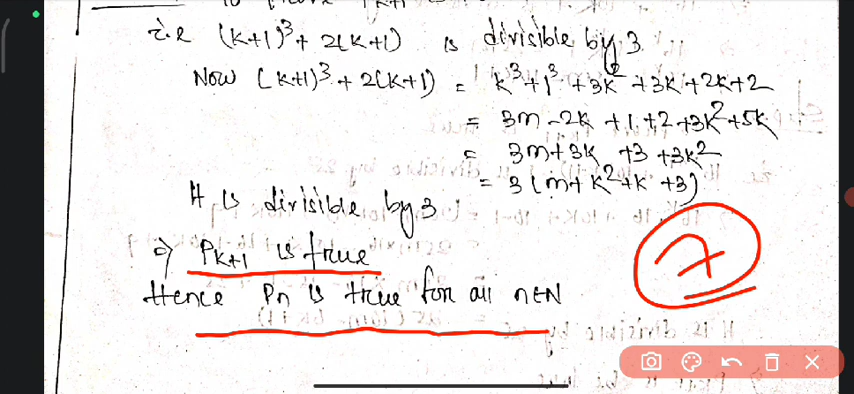 i.e (k+1)³ + 2(k+1) is divisible by 3
Now (k+1)³ + 2(k+1) = k³+1³+3k²+3k+2k+2
= 3m-2k+1+2+3k²+5k
= 3m+3k+3+3k²
= 3(m+k²+k+3)
It is divisible by 3
⇒ Pk+1 is true
Hence Pn is true for all n∈N
7